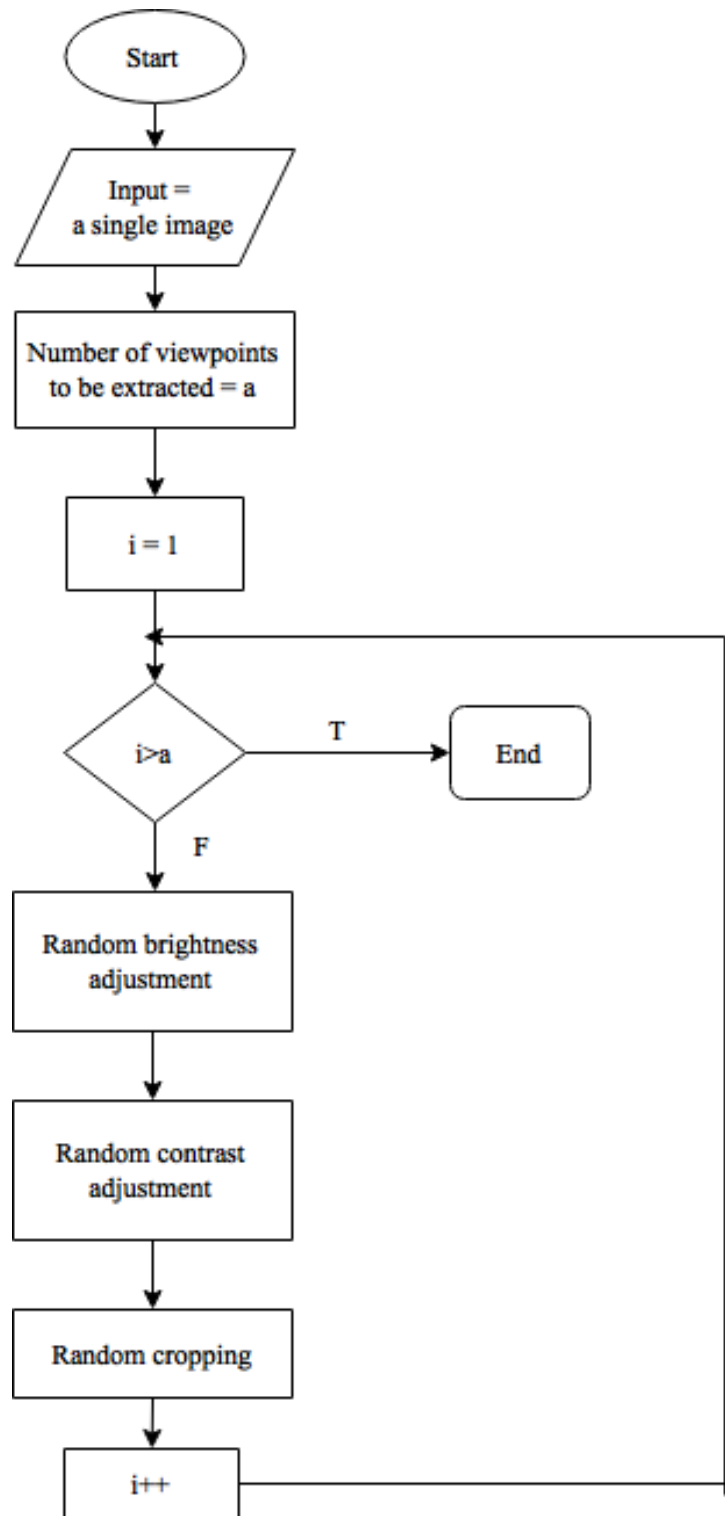 Start
Input =
a single image
Number of viewpoints
to be extracted = a
i = 1
i>a
T
End
F
Random brightness
adjustment
Random contrast
adjustment
Random cropping
i++